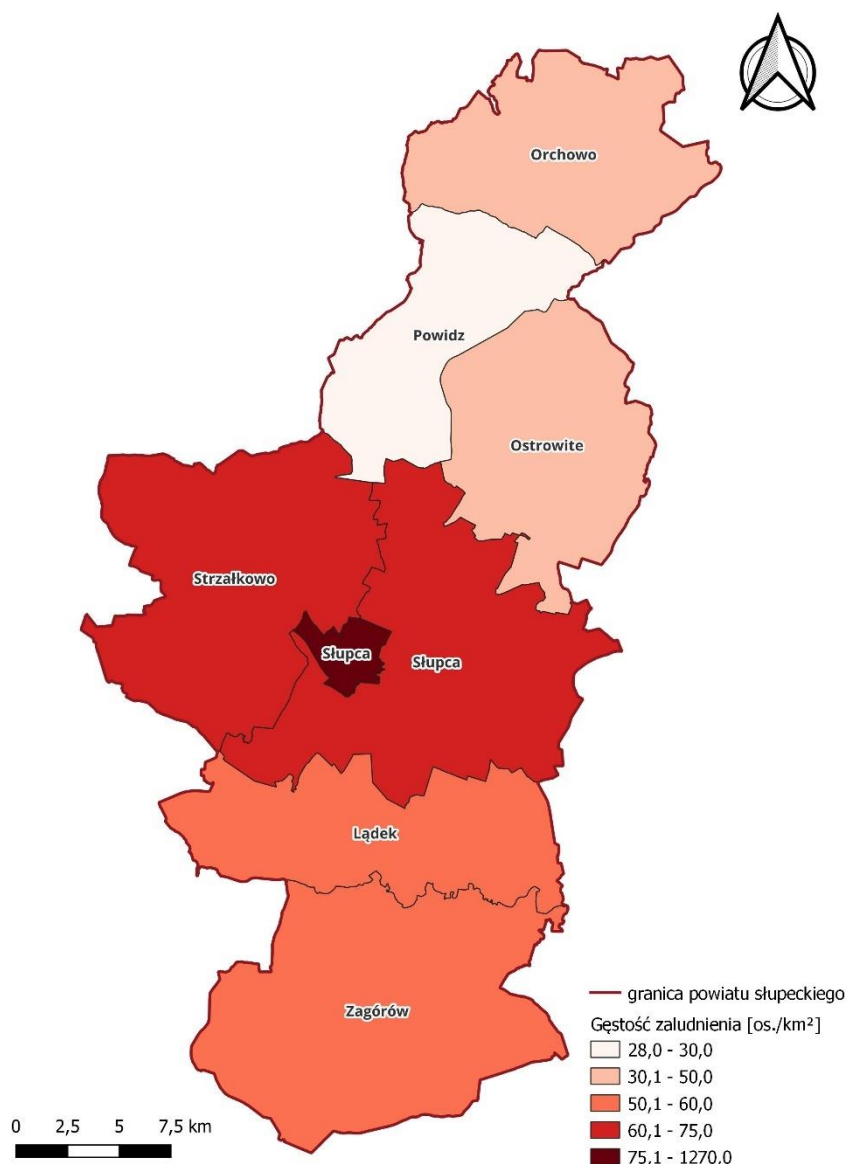 Orchowo
Powidz
Ostrowite
Strzałkowo
Słupca
Słupca
Lądek
Zagórów
granica powiatu słupeckiego
Gęstość zaludnienia [os./km²]
28,0 - 30,0
30,1 - 50,0
50,1 - 60,0
60,1 - 75,0
75,1 - 1270,0
0 2,5 5 7,5 km